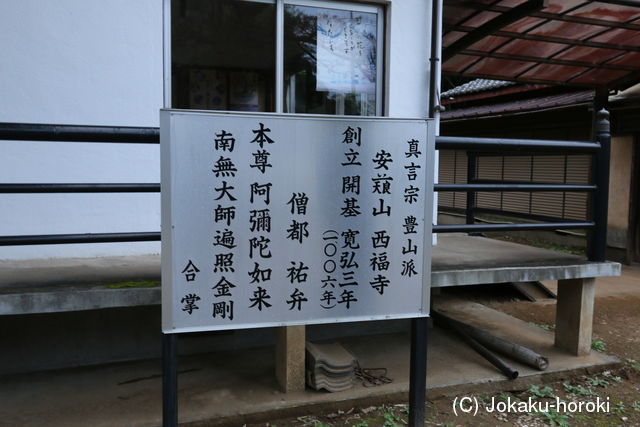 真言宗 豊山派
安養山 西福寺
創立 開基 寛弘三年
(一〇〇六年)
僧都 祐弁
本尊 阿彌陀如来
南無大師遍照金剛
合掌
(C) Jokaku-horoki